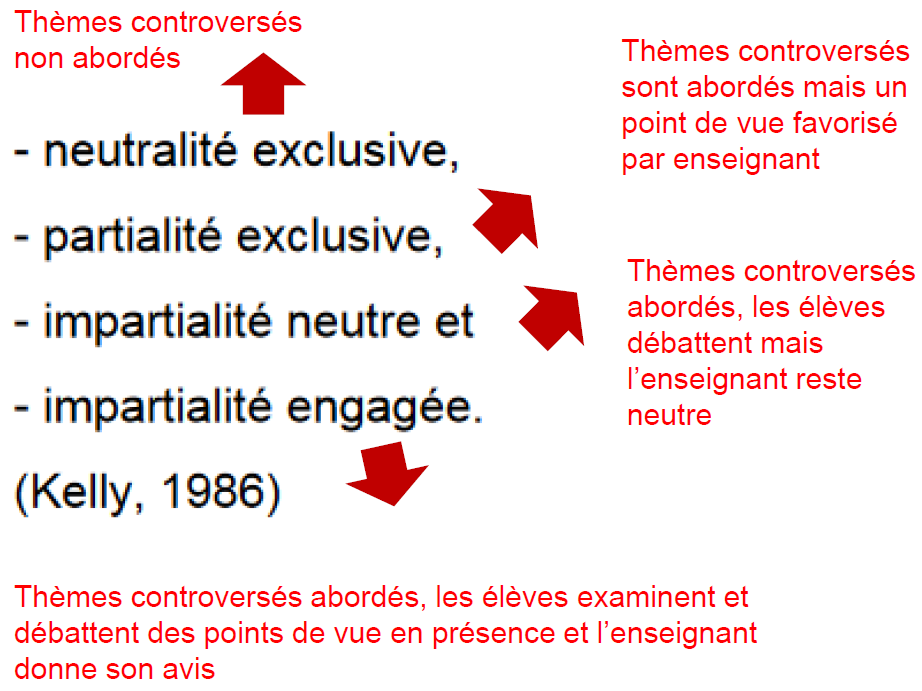 Thèmes controversés
non abordés
- neutralité exclusive,
- partialité exclusive,
- impartialité neutre et
- impartialité engagée.
(Kelly, 1986)
Thèmes controversés
sont abordés mais un
point de vue favorisé
par enseignant
Thèmes controversés
abordés, les élèves
débattent mais
l’enseignant reste
neutre
Thèmes controversés abordés, les élèves examinent et
débattent des points de vue en présence et l’enseignant
donne son avis